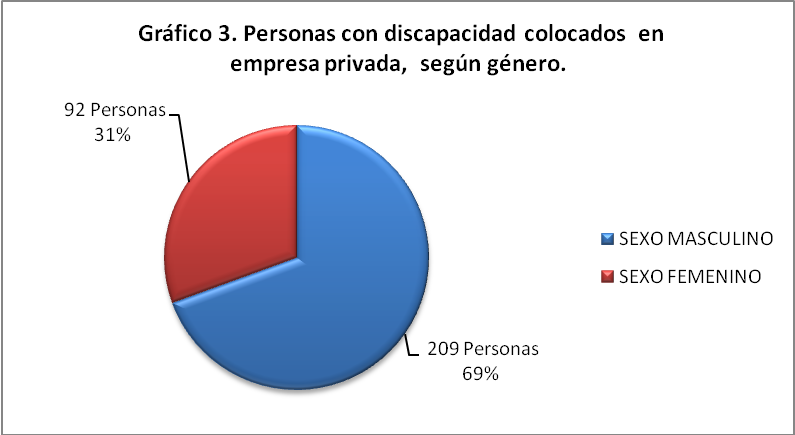 Gráfico 3. Personas con discapacidad colocados en
empresa privada, según género.
92 Personas
31%
SEXO MASCULINO
SEXO FEMENINO
209 Personas
69%